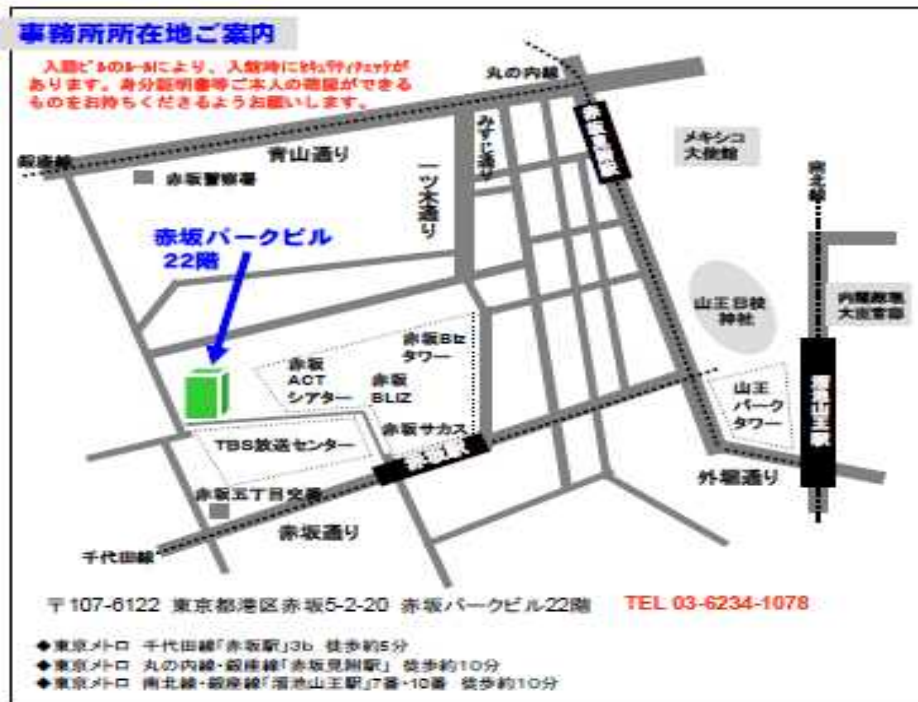 事務所所在地ご案内
入館ビルのルールにより、入館時にセキュリティチェックが
あります。身分証明書等ご本人の確認ができる
ものをお持ちくださるようお願いします。
丸の内線
銀座線
青山通り
赤坂警察署
一ツ木通り
みすじ通り
メキシコ
大使館
南北線
赤坂パークビル
22階
山王日枝
神社
赤坂Biz
タワー
赤坂
ACT
シアター
赤坂
BLIZ
赤坂サカス
TBS放送センター
赤坂駅
山王
パーク
タワー
溜池山王駅
外堀通り
赤坂五丁目交番
赤坂通り
千代田線
〒107-6122 東京都港区赤坂5-2-20 赤坂パークビル22階 TEL 03-6234-1078
◆東京メトロ 千代田線「赤坂駅」3b 徒歩約5分
◆東京メトロ 丸の内線・銀座線「赤坂見附駅」 徒歩約10分
◆東京メトロ 南北線・銀座線「溜池山王駅」7番・10番 徒歩約10分